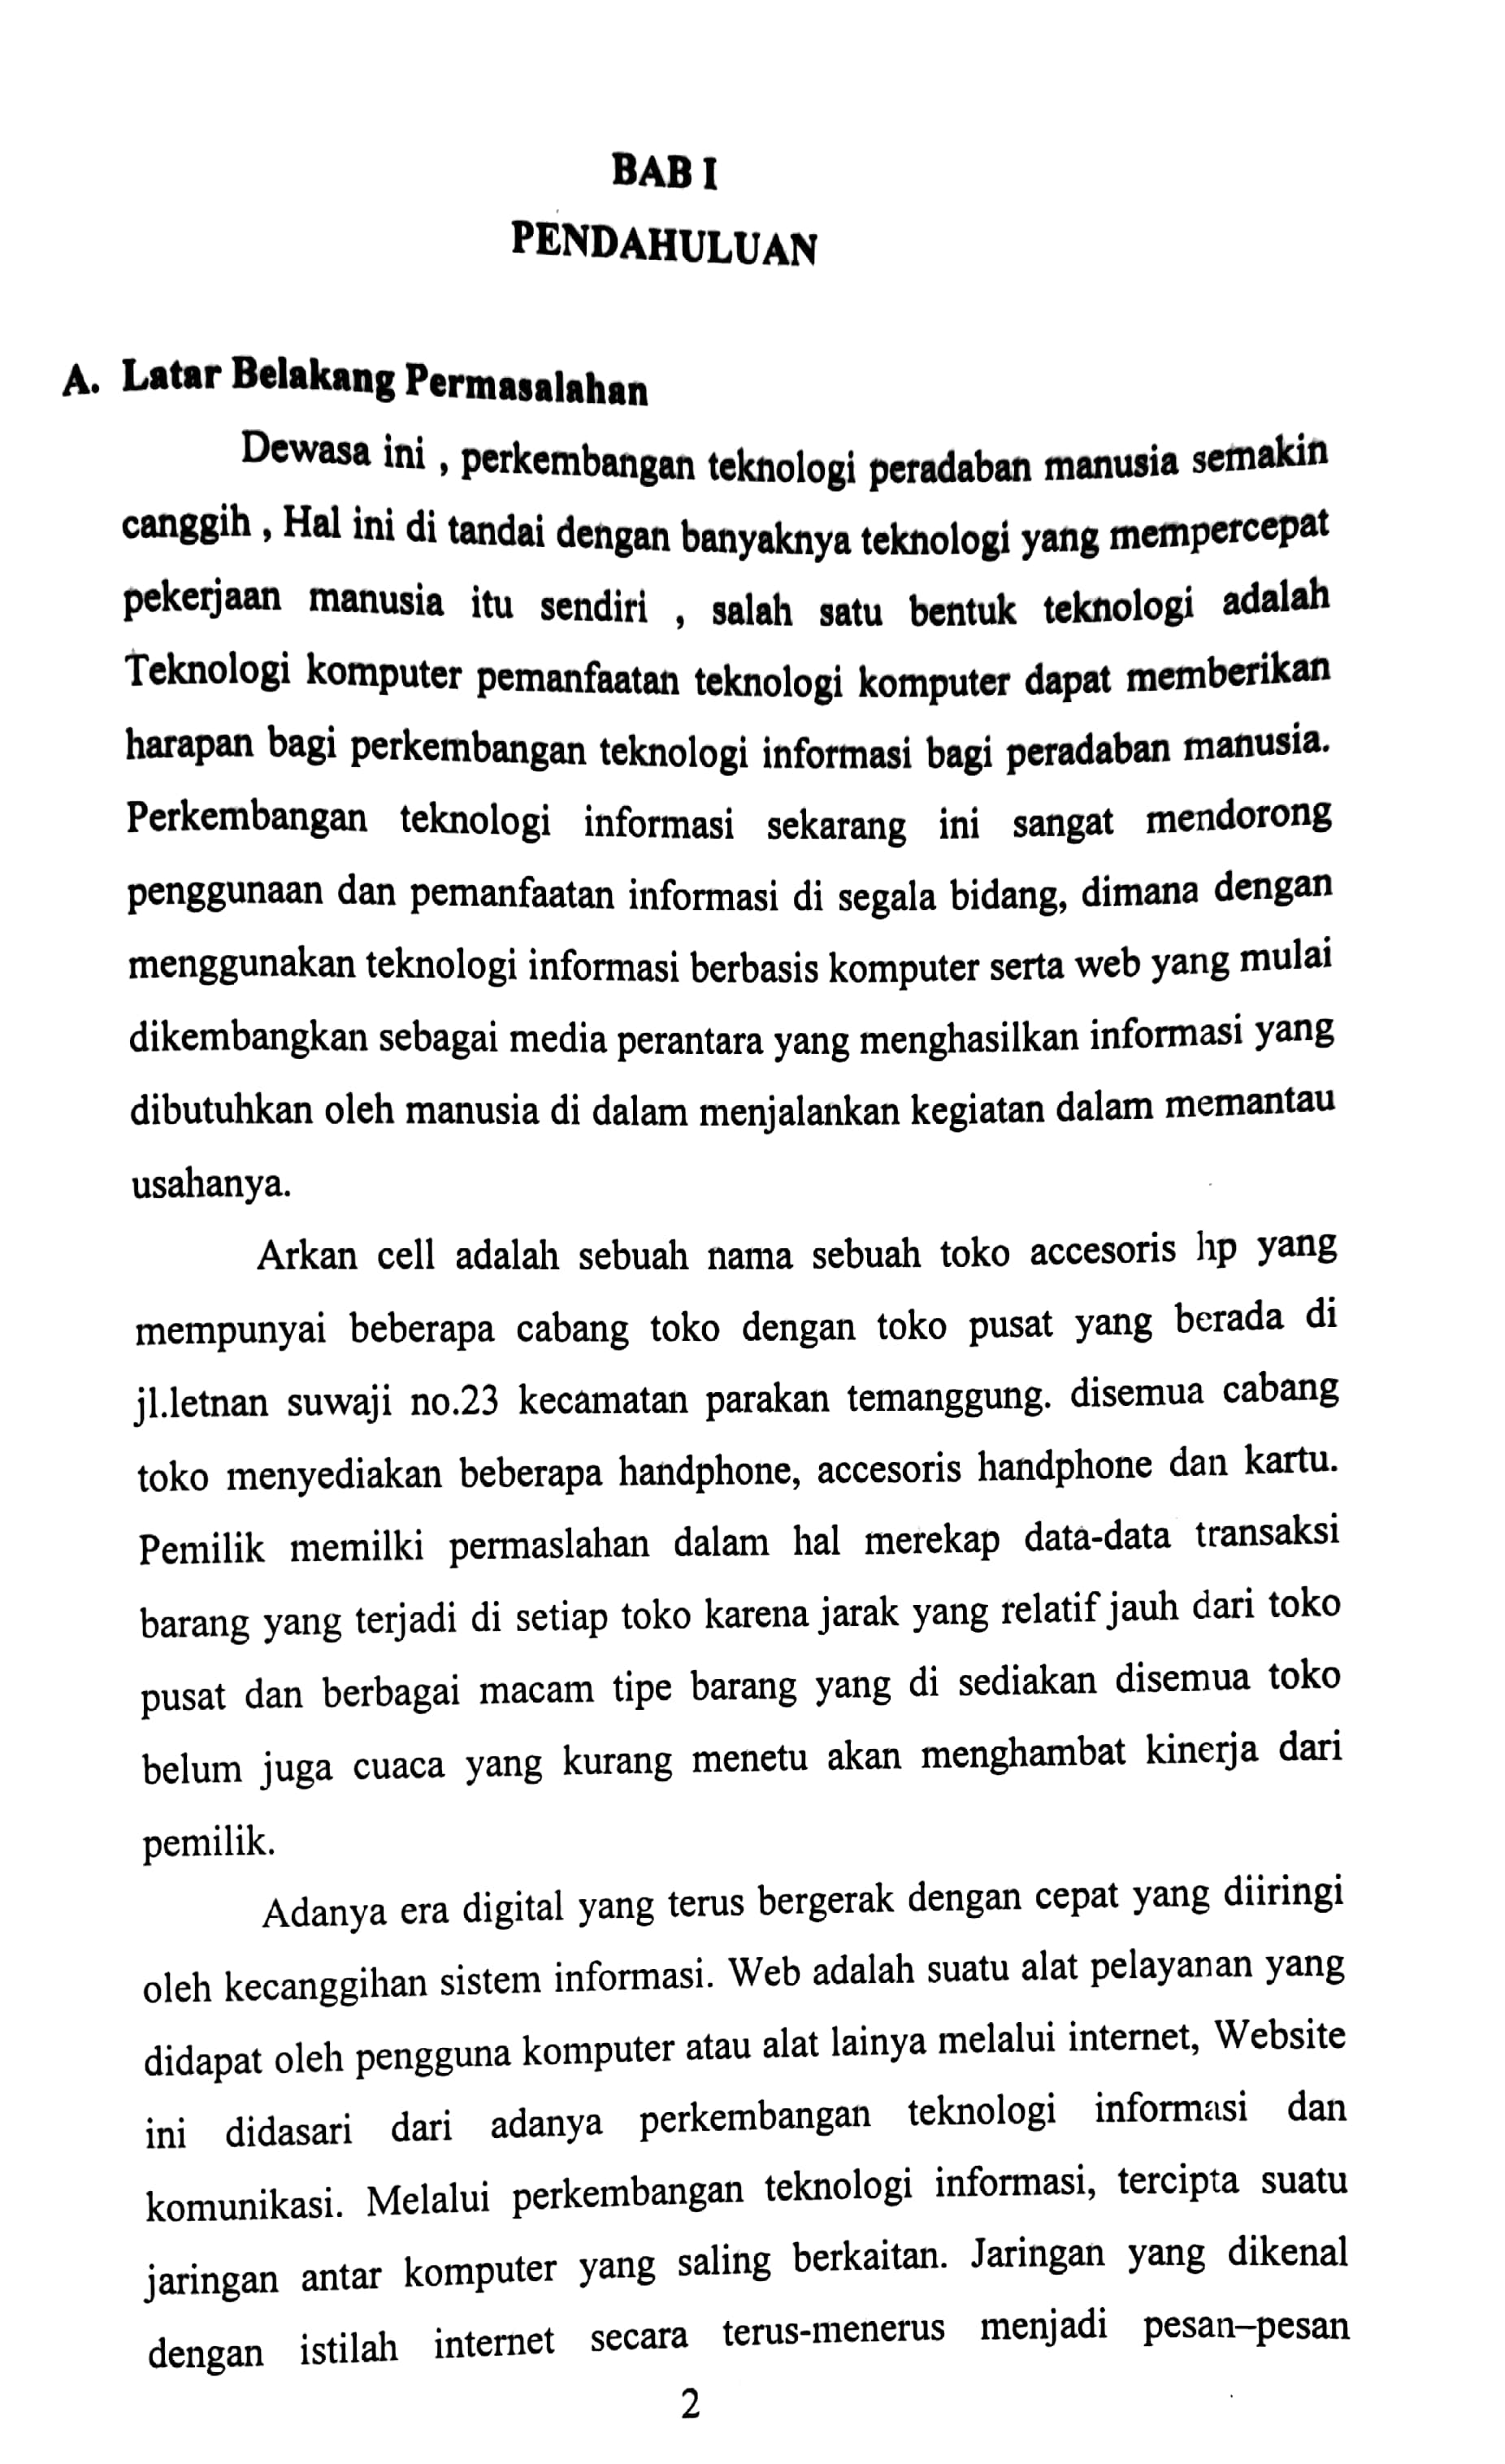 BAB I
PENDAHULUAN
A. Latar Belakang Permasalahan
Dewasa ini , perkembangan teknologi peradaban manusia semakin
canggih , Hal ini di tandai dengan banyaknya teknologi yang mempercepat
pekerjaan manusia itu sendiri , salah satu bentuk teknologi adalah
Teknologi komputer pemanfaatan teknologi komputer dapat memberikan
harapan bagi perkembangan teknologi informasi bagi peradaban manusia.
Perkembangan teknologi informasi sekarang ini sangat mendorong
penggunaan dan pemanfaatan informasi di segala bidang, dimana dengan
menggunakan teknologi informasi berbasis komputer serta web yang mulai
dikembangkan sebagai media perantara yang menghasilkan informasi yang
dibutuhkan oleh manusia di dalam menjalankan kegiatan dalam memantau
usahanya.
Arkan cell adalah sebuah nama sebuah toko accesoris hp yang
mempunyai beberapa cabang toko dengan toko pusat yang berada di
jl.letnan suwaji no.23 kecamatan parakan temanggung. disemua cabang
toko menyediakan beberapa handphone, accesoris handphone dan kartu.
Pemilik memilki permaslahan dalam hal merekap data-data transaksi
barang yang terjadi di setiap toko karena jarak yang relatif jauh dari toko
pusat dan berbagai macam tipe barang yang di sediakan disemua toko
belum juga cuaca yang kurang menetu akan menghambat kinerja dari
pemilik.
Adanya era digital yang terus bergerak dengan cepat yang diiringi
oleh kecanggihan sistem informasi. Web adalah suatu alat pelayanan yang
didapat oleh pengguna komputer atau alat lainya melalui internet, Website
ini didasari dari adanya perkembangan teknologi informasi dan
komunikasi. Melalui perkembangan teknologi informasi, tercipta suatu
jaringan antar komputer yang saling berkaitan. Jaringan yang dikenal
dengan istilah internet secara terus-menerus menjadi pesan–pesan
2